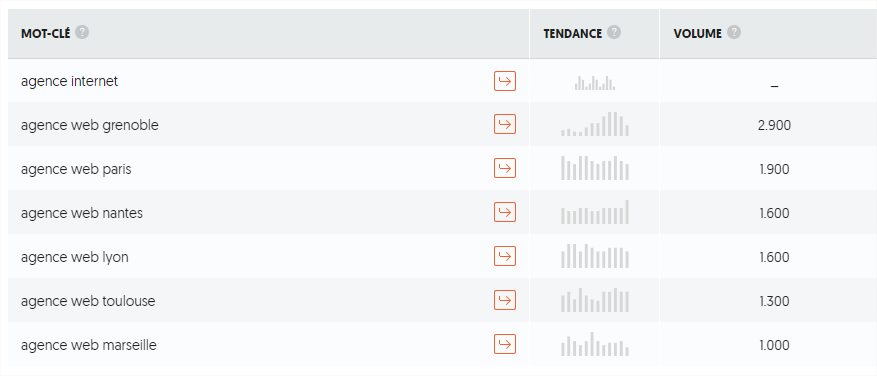 MOT-CLÉ ? TENDANCE ? VOLUME ?
agence internet _
agence web grenoble 2.900
agence web paris 1.900
agence web nantes 1.600
agence web lyon 1.600
agence web toulouse 1.300
agence web marseille 1.000